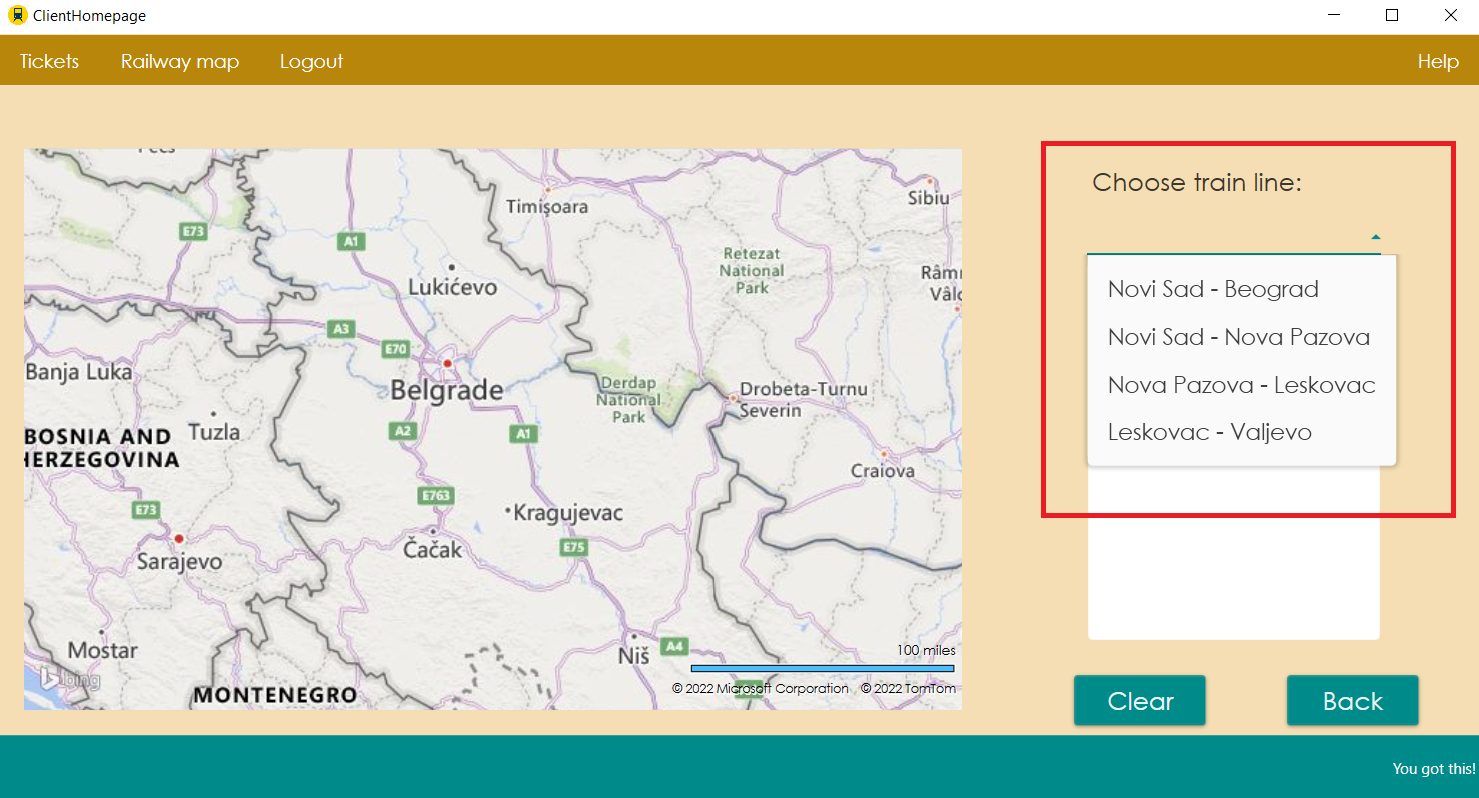 ClientHomepage
Tickets
Railway map
Logout
Help
Timișoara
Sibiu
E73
A1
Retezat
National
Park
Lukićevo
A3
E70
Banja Luka
Belgrade
Derdap
National
Park
Drobeta-Turnu
Severin
A2
A1
BOSNIA AND
HERZEGOVINA
Tuzla
Craiova
E763
E73
Kragujevac
Čačak
E75
Sarajevo
Mostar
Niš
A4
bing
MONTENEGRO
100 miles
© 2022 Microsoft Corporation © 2022 TomTom
Choose train line:
Novi Sad - Beograd
Novi Sad - Nova Pazova
Nova Pazova - Leskovac
Leskovac - Valjevo
Clear
Back
You got this!